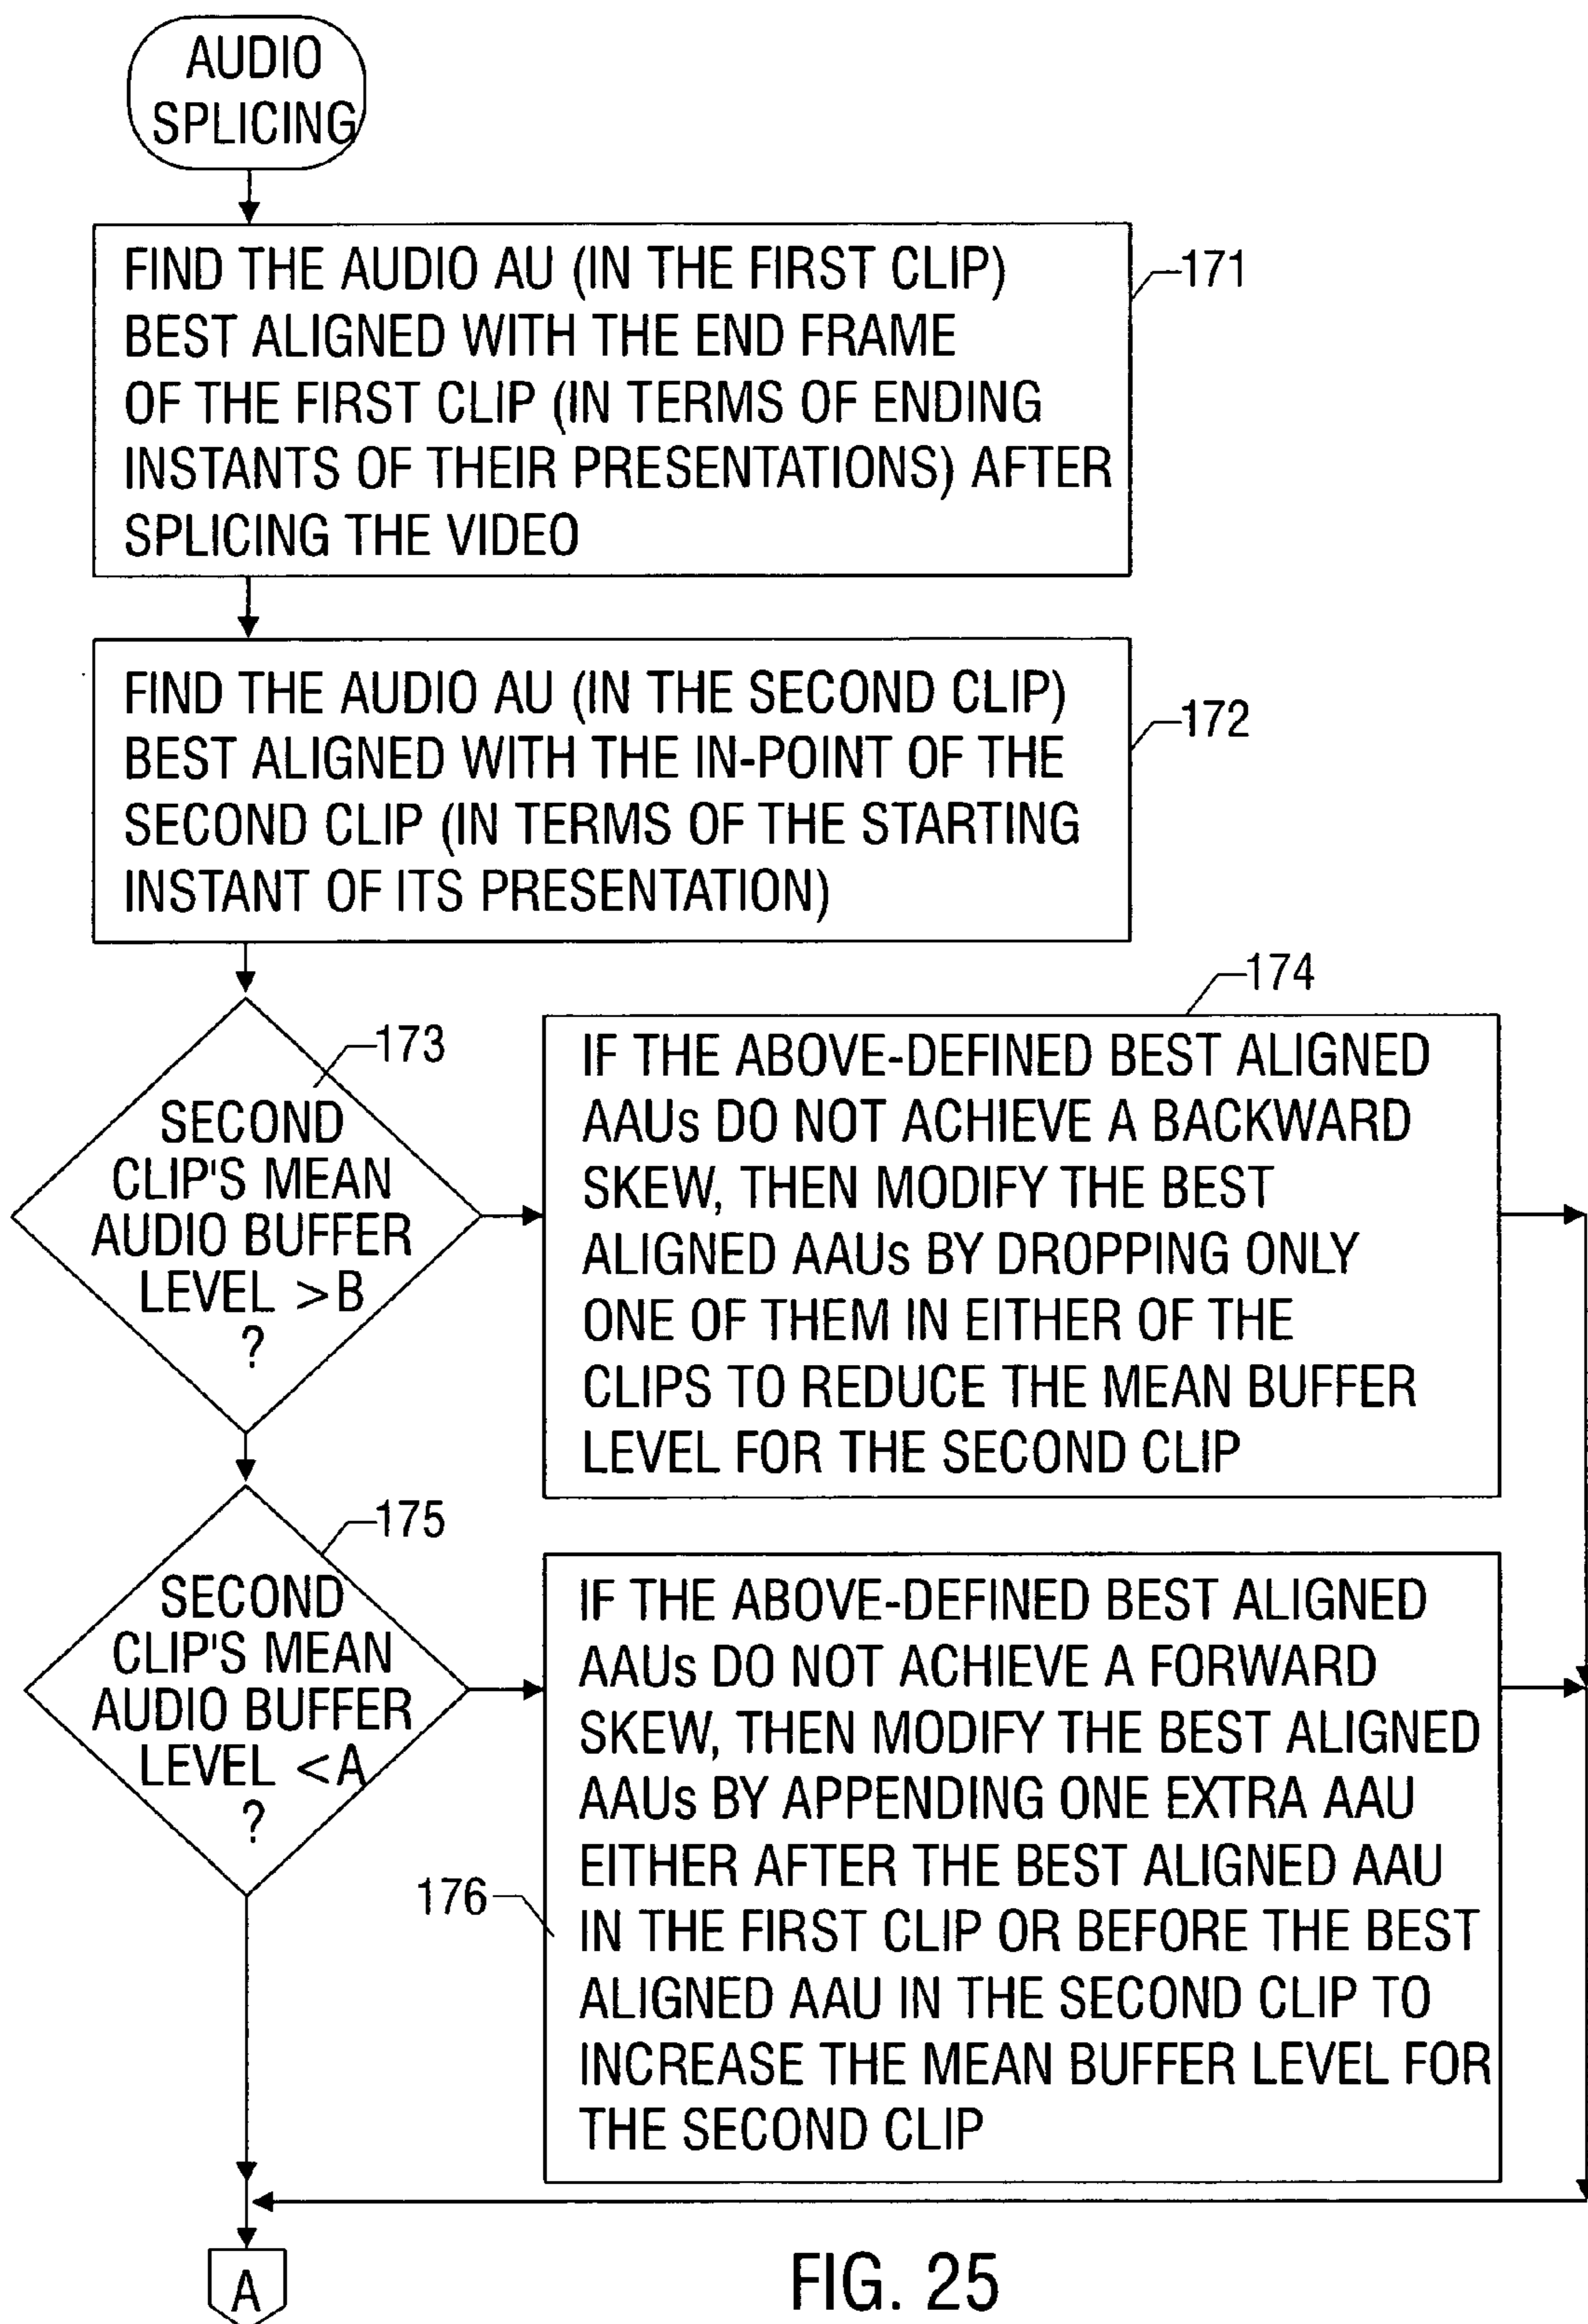 AUDIO
SPLICING
FIND THE AUDIO AU (IN THE FIRST CLIP)
BEST ALIGNED WITH THE END FRAME
OF THE FIRST CLIP (IN TERMS OF ENDING
INSTANTS OF THEIR PRESENTATIONS) AFTER
SPLICING THE VIDEO
171
FIND THE AUDIO AU (IN THE SECOND CLIP)
BEST ALIGNED WITH THE IN-POINT OF THE
SECOND CLIP (IN TERMS OF THE STARTING
INSTANT OF ITS PRESENTATION)
172
173
SECOND
CLIP'S MEAN
AUDIO BUFFER
LEVEL >B
?
174
IF THE ABOVE-DEFINED BEST ALIGNED
AAUs DO NOT ACHIEVE A BACKWARD
SKEW, THEN MODIFY THE BEST
ALIGNED AAUs BY DROPPING ONLY
ONE OF THEM IN EITHER OF THE
CLIPS TO REDUCE THE MEAN BUFFER
LEVEL FOR THE SECOND CLIP
175
SECOND
CLIP'S MEAN
AUDIO BUFFER
LEVEL <A
?
176
IF THE ABOVE-DEFINED BEST ALIGNED
AAUs DO NOT ACHIEVE A FORWARD
SKEW, THEN MODIFY THE BEST ALIGNED
AAUs BY APPENDING ONE EXTRA AAU
EITHER AFTER THE BEST ALIGNED AAU
IN THE FIRST CLIP OR BEFORE THE BEST
ALIGNED AAU IN THE SECOND CLIP TO
INCREASE THE MEAN BUFFER LEVEL FOR
THE SECOND CLIP
A
FIG. 25